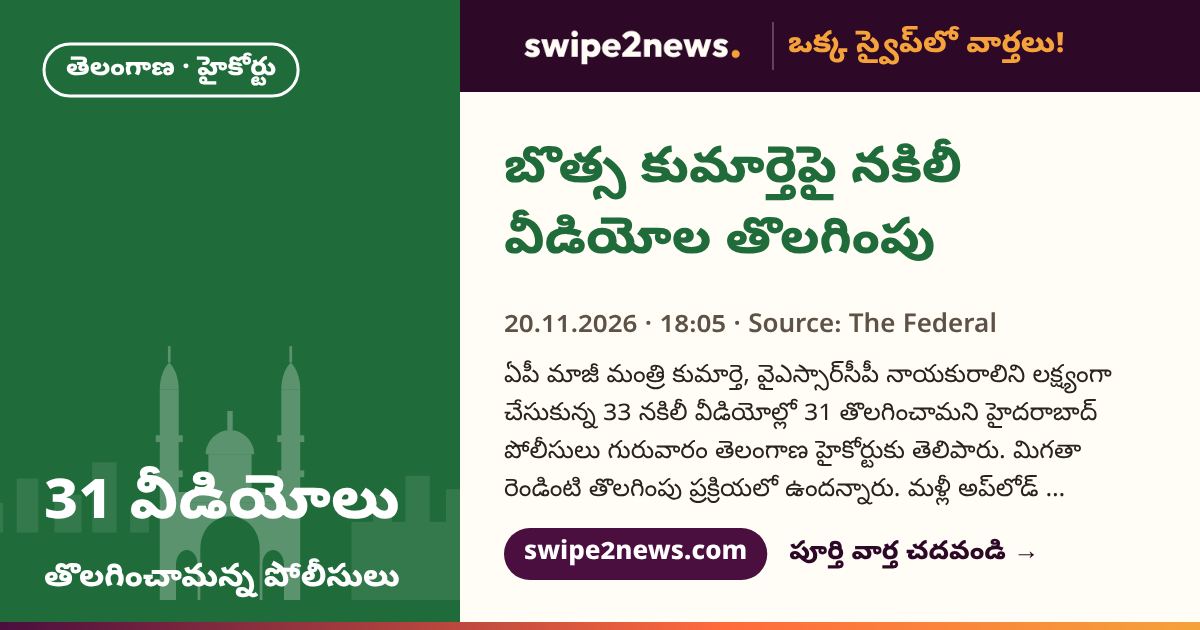 తెలంగాణ · హైకోర్టు
31 వీడియోలు
తొలగించామన్న పోలీసులు
swipe2news.
ఒక్క స్వైప్‌లో వార్తలు!
బొత్స కుమార్తెపై నకిలీ
వీడియోల తొలగింపు
20.11.2026 · 18:05 · Source: The Federal
ఏపీ మాజీ మంత్రి కుమార్తె, వైఎస్సార్‌సీపీ నాయకురాలిని లక్ష్యంగా
చేసుకున్న 33 నకిలీ వీడియోల్లో 31 తొలగించామని హైదరాబాద్
పోలీసులు గురువారం తెలంగాణ హైకోర్టుకు తెలిపారు. మిగతా
రెండింటి తొలగింపు ప్రక్రియలో ఉందన్నారు. మళ్లీ అప్‌లోడ్ ...
swipe2news.com
పూర్తి వార్త చదవండి →